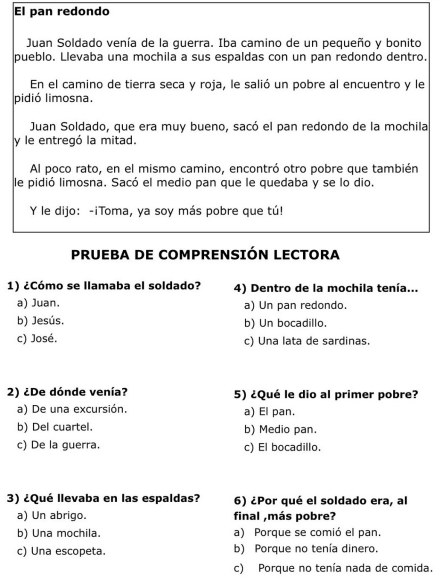 El pan redondo
Juan Soldado venía de la guerra. Iba camino de un pequeño y bonito
pueblo. Llevaba una mochila a sus espaldas con un pan redondo dentro.
En el camino de tierra seca y roja, le salió un pobre al encuentro y le
pidió limosna.
Juan Soldado, que era muy bueno, sacó el pan redondo de la mochila
y le entregó la mitad.
Al poco rato, en el mismo camino, encontró otro pobre que también
le pidió limosna. Sacó el medio pan que le quedaba y se lo dio.
Y le dijo: -¡Toma, ya soy más pobre que tú!
PRUEBA DE COMPRENSIÓN LECTORA
1) ¿Cómo se llamaba el soldado?
a) Juan.
b) Jesús.
c) José.
2) ¿De dónde venía?
a) De una excursión.
b) Del cuartel.
c) De la guerra.
3) ¿Qué llevaba en las espaldas?
a) Un abrigo.
b) Una mochila.
c) Una escopeta.
4) Dentro de la mochila tenía...
a) Un pan redondo.
b) Un bocadillo.
c) Una lata de sardinas.
5) ¿Qué le dio al primer pobre?
a) El pan.
b) Medio pan.
c) El bocadillo.
6) ¿Por qué el soldado era, al
final ,más pobre?
a) Porque se comió el pan.
b) Porque no tenía dinero.
c) Porque no tenía nada de comida.